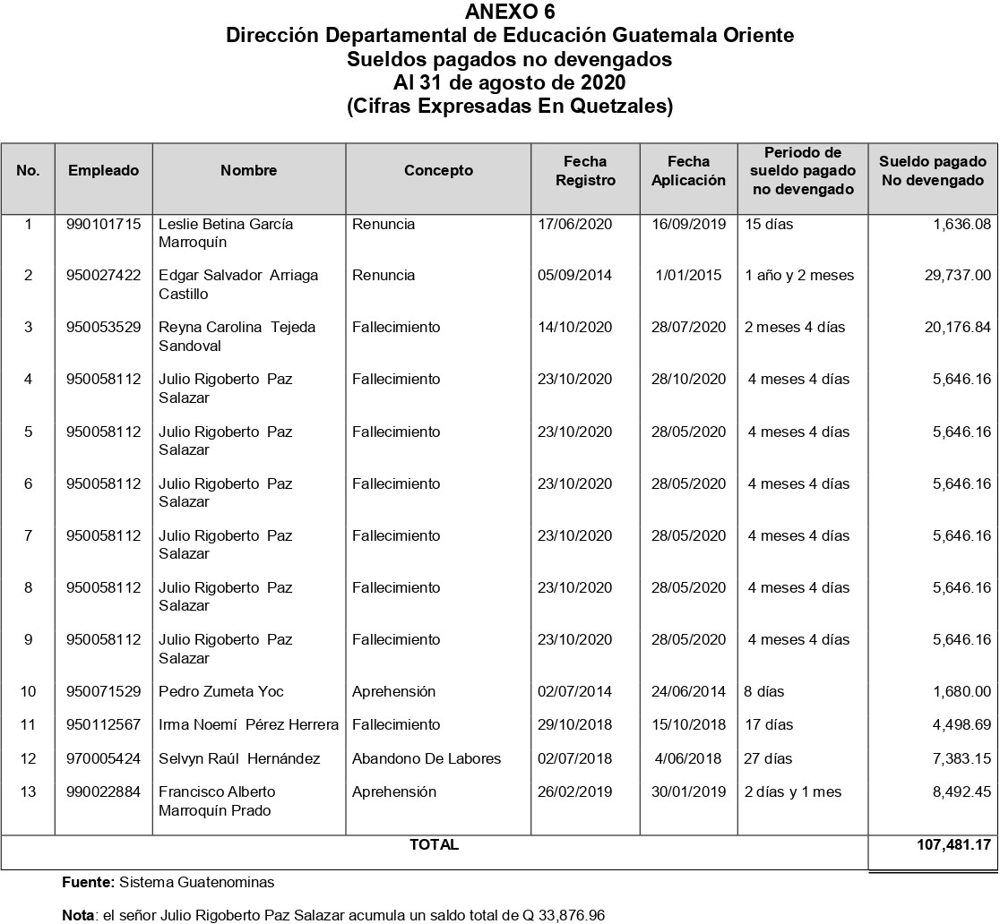 ANEXO 6
Dirección Departamental de Educación Guatemala Oriente
Sueldos pagados no devengados
Al 31 de agosto de 2020
(Cifras Expresadas En Quetzales)
No. Empleado Nombre Concepto Fecha Registro Fecha Aplicación Periodo de sueldo pagado no devengado Sueldo pagado No devengado
1 990101715 Leslie Betina García Marroquín Renuncia 17/06/2020 16/09/2019 15 días 1,636.08
2 950027422 Edgar Salvador Arriaga Castillo Renuncia 05/09/2014 1/01/2015 1 año y 2 meses 29,737.00
3 950053529 Reyna Carolina Tejeda Sandoval Fallecimiento 14/10/2020 28/07/2020 2 meses 4 días 20,176.84
4 950058112 Julio Rigoberto Paz Salazar Fallecimiento 23/10/2020 28/10/2020 4 meses 4 días 5,646.16
5 950058112 Julio Rigoberto Paz Salazar Fallecimiento 23/10/2020 28/05/2020 4 meses 4 días 5,646.16
6 950058112 Julio Rigoberto Paz Salazar Fallecimiento 23/10/2020 28/05/2020 4 meses 4 días 5,646.16
7 950058112 Julio Rigoberto Paz Salazar Fallecimiento 23/10/2020 28/05/2020 4 meses 4 días 5,646.16
8 950058112 Julio Rigoberto Paz Salazar Fallecimiento 23/10/2020 28/05/2020 4 meses 4 días 5,646.16
9 950058112 Julio Rigoberto Paz Salazar Fallecimiento 23/10/2020 28/05/2020 4 meses 4 días 5,646.16
10 950071529 Pedro Zumeta Yoc Aprehensión 02/07/2014 24/06/2014 8 días 1,680.00
11 950112567 Irma Noemí Pérez Herrera Fallecimiento 29/10/2018 15/10/2018 17 días 4,498.69
12 970005424 Selvyn Raúl Hernández Abandono De Labores 02/07/2018 4/06/2018 27 días 7,383.15
13 990022884 Francisco Alberto Marroquín Prado Aprehensión 26/02/2019 30/01/2019 2 días y 1 mes 8,492.45
TOTAL 107,481.17
Fuente: Sistema Guatenominas
Nota: el señor Julio Rigoberto Paz Salazar acumula un saldo total de Q 33,876.96